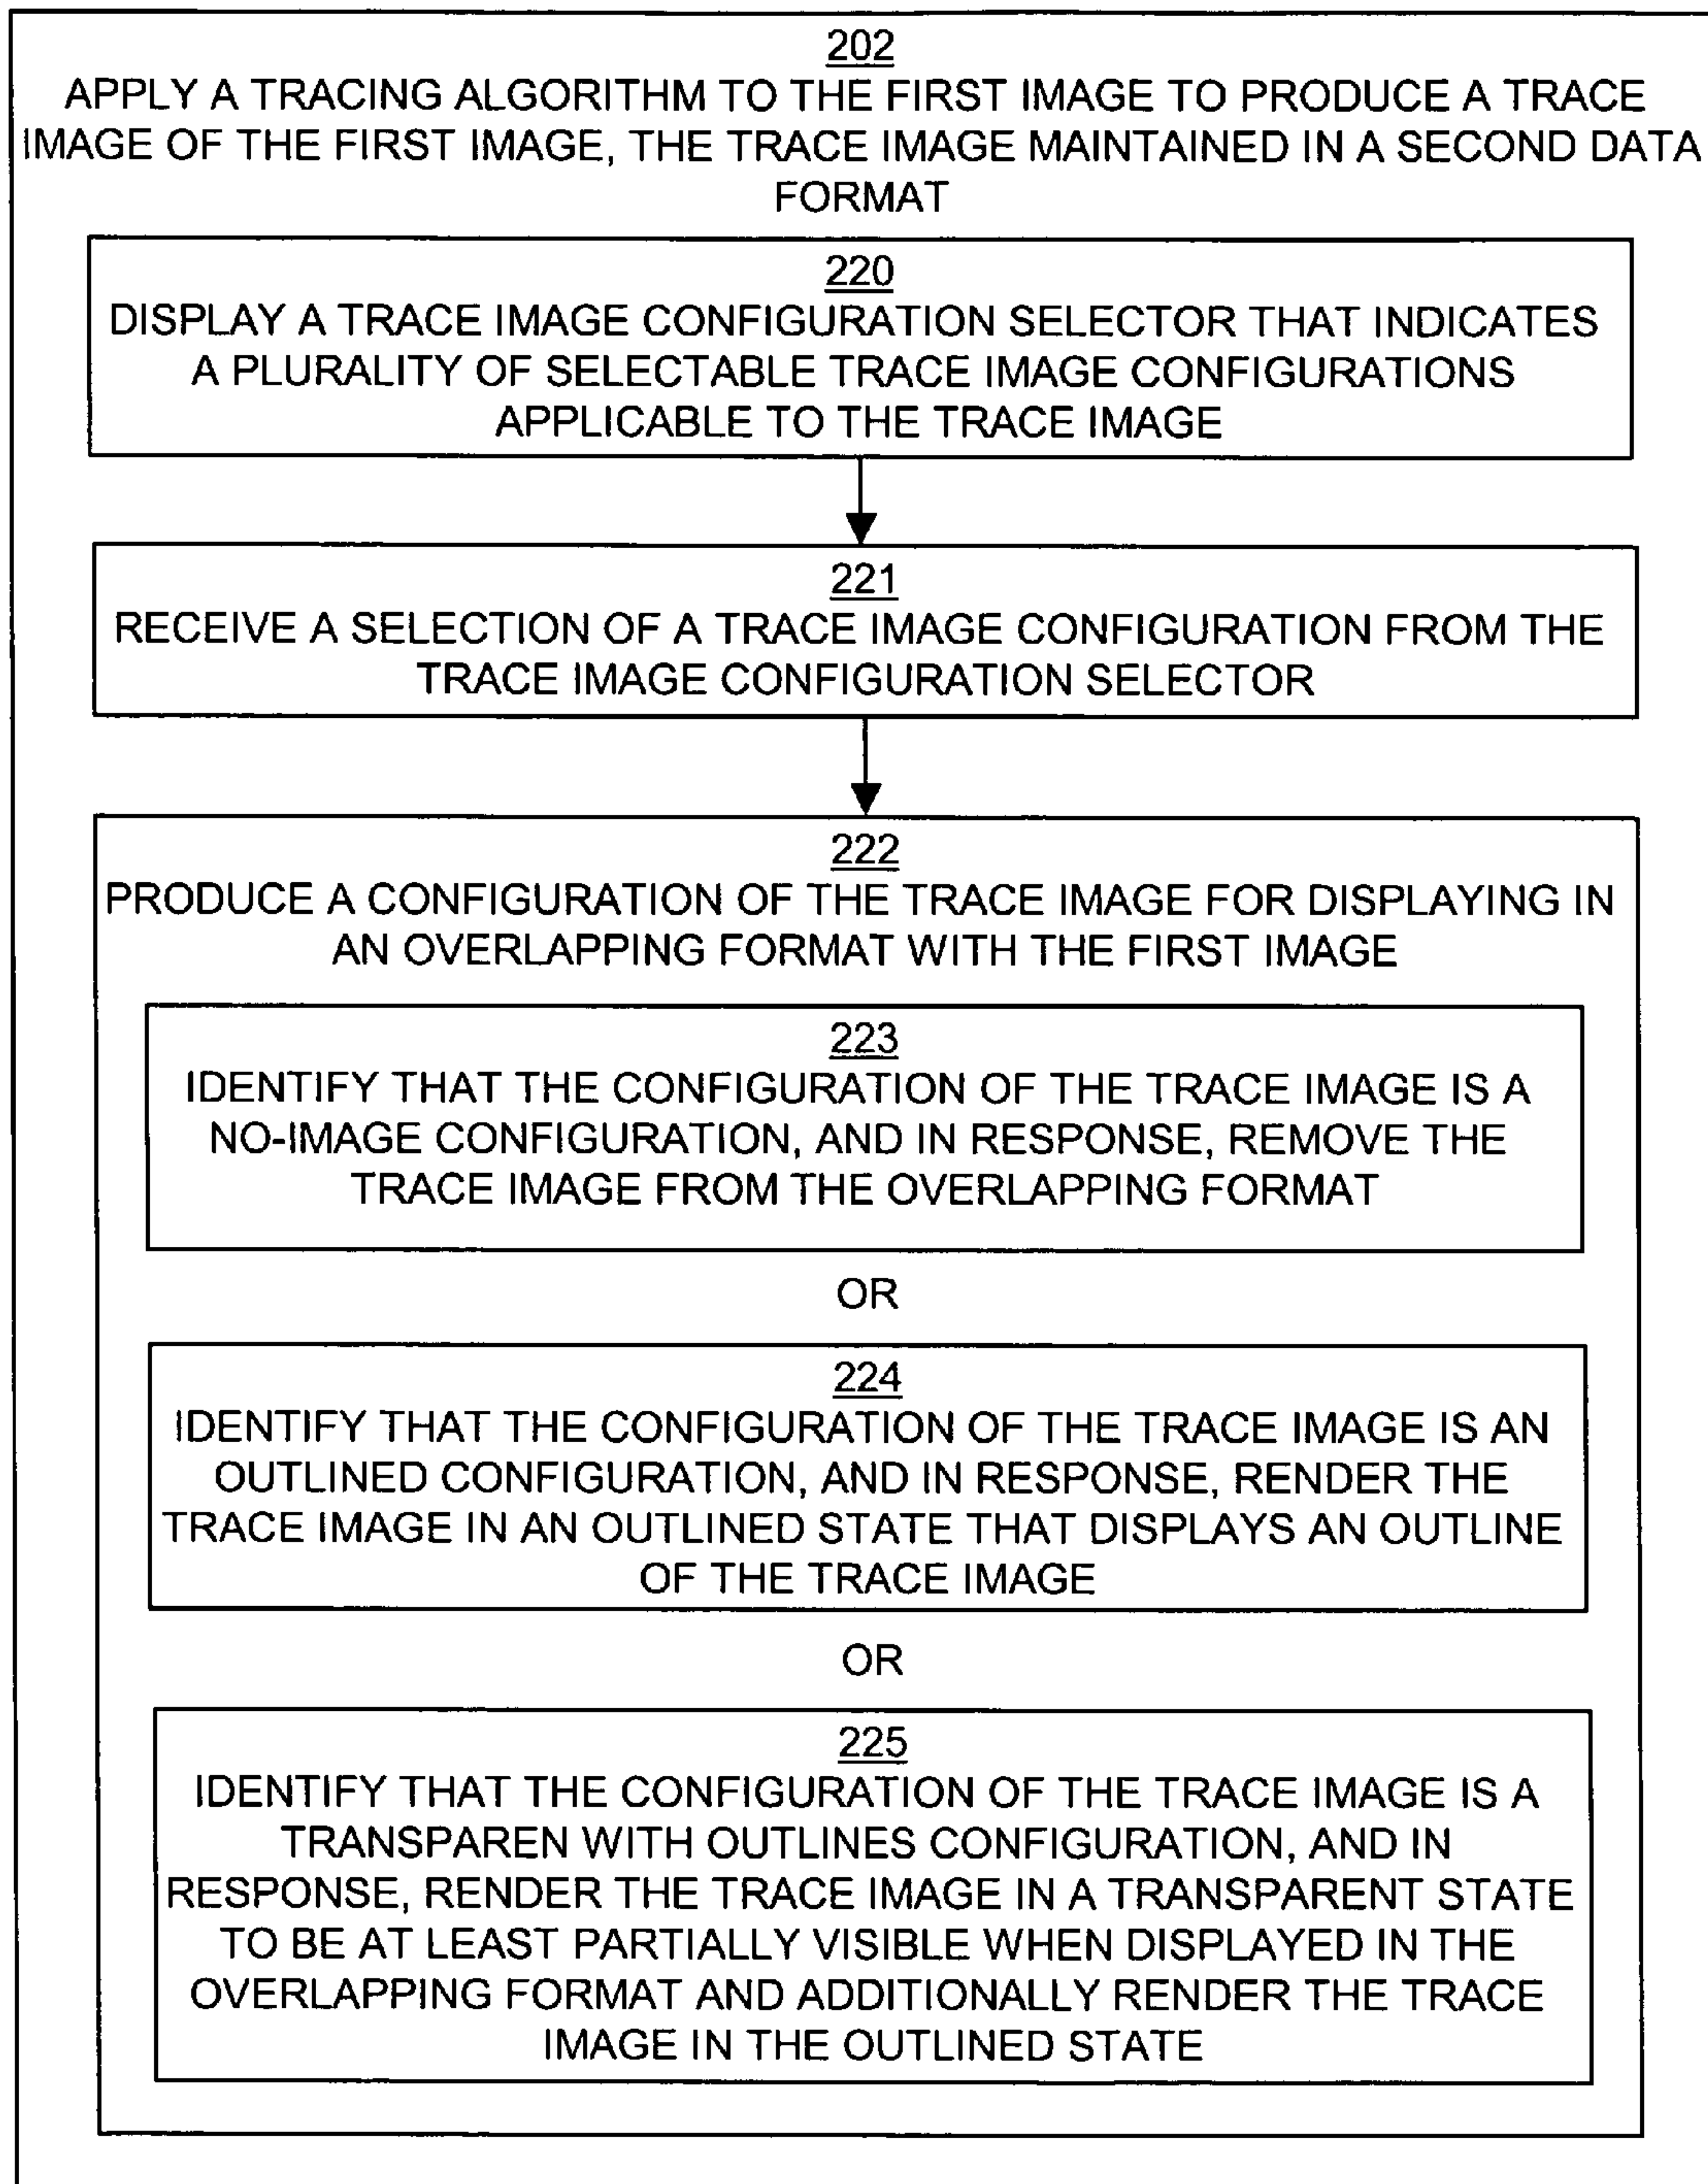 202
APPLY A TRACING ALGORITHM TO THE FIRST IMAGE TO PRODUCE A TRACE
IMAGE OF THE FIRST IMAGE, THE TRACE IMAGE MAINTAINED IN A SECOND DATA
FORMAT
220
DISPLAY A TRACE IMAGE CONFIGURATION SELECTOR THAT INDICATES
A PLURALITY OF SELECTABLE TRACE IMAGE CONFIGURATIONS
APPLICABLE TO THE TRACE IMAGE
221
RECEIVE A SELECTION OF A TRACE IMAGE CONFIGURATION FROM THE
TRACE IMAGE CONFIGURATION SELECTOR
222
PRODUCE A CONFIGURATION OF THE TRACE IMAGE FOR DISPLAYING IN
AN OVERLAPPING FORMAT WITH THE FIRST IMAGE
223
IDENTIFY THAT THE CONFIGURATION OF THE TRACE IMAGE IS A
NO-IMAGE CONFIGURATION, AND IN RESPONSE, REMOVE THE
TRACE IMAGE FROM THE OVERLAPPING FORMAT
OR
224
IDENTIFY THAT THE CONFIGURATION OF THE TRACE IMAGE IS AN
OUTLINED CONFIGURATION, AND IN RESPONSE, RENDER THE
TRACE IMAGE IN AN OUTLINED STATE THAT DISPLAYS AN OUTLINE
OF THE TRACE IMAGE
OR
225
IDENTIFY THAT THE CONFIGURATION OF THE TRACE IMAGE IS A
TRANSPAREN WITH OUTLINES CONFIGURATION, AND IN
RESPONSE, RENDER THE TRACE IMAGE IN A TRANSPARENT STATE
TO BE AT LEAST PARTIALLY VISIBLE WHEN DISPLAYED IN THE
OVERLAPPING FORMAT AND ADDITIONALLY RENDER THE TRACE
IMAGE IN THE OUTLINED STATE